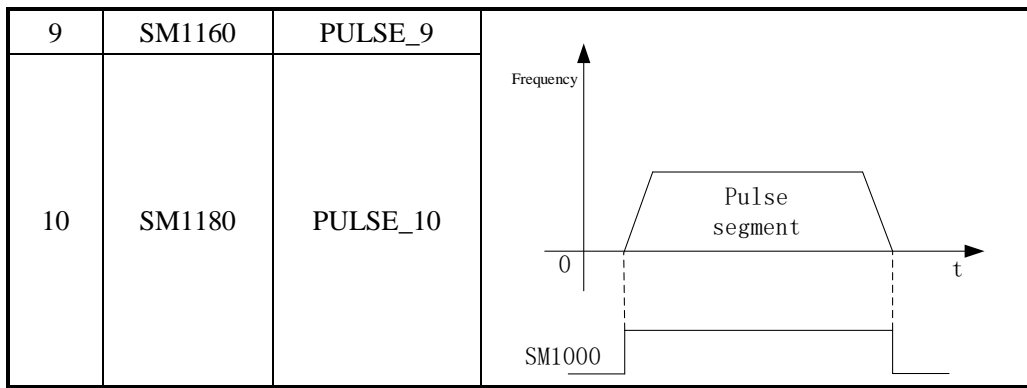 9 SM1160 PULSE_9
10 SM1180 PULSE_10
Frequency
Pulse
segment
0
t
SM1000